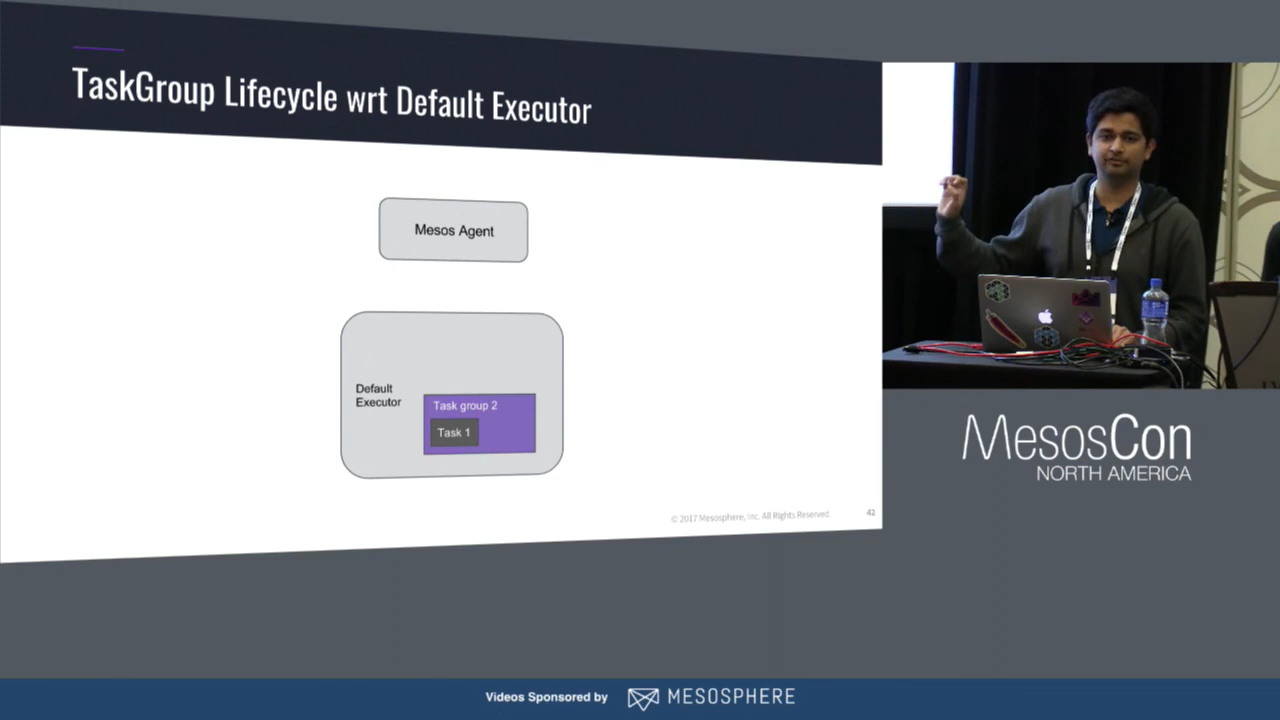 TaskGroup Lifecycle wrt Default Executor
Mesos Agent
Default
Executor
Task group 2
Task 1
© 2017 Mesosphere, Inc. All Rights Reserved.
42
MesosCon
NORTH AMERICA
Videos Sponsored by MESOSPHERE